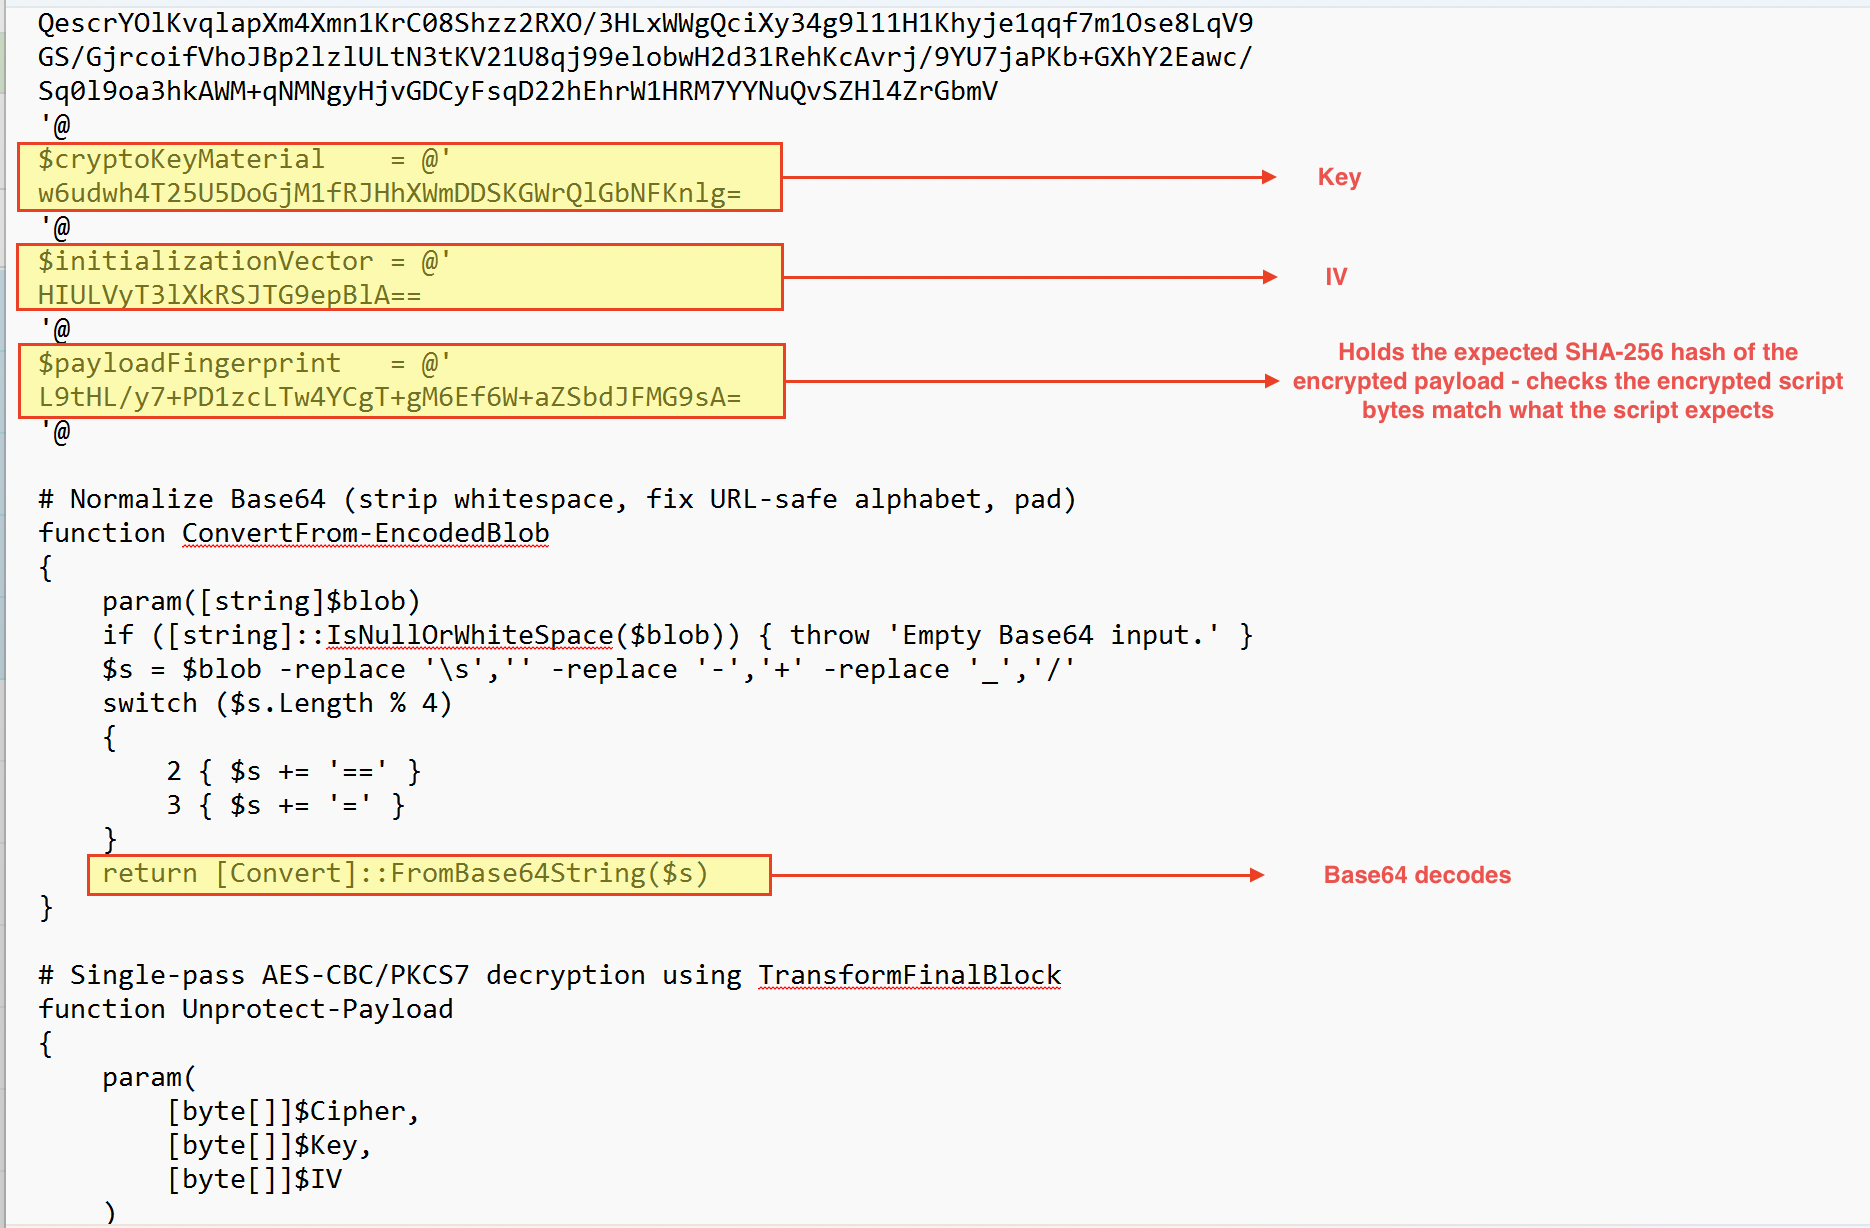 QescrYOlKvqlapXm4Xmn1KrC08Shzz2RXO/3HLxWWgQciXy34g9l11H1Khyje1qqf7m1Ose8LqV9
GS/GjrcoifVhoJBp2lzlULtN3tKV21U8qj99elobwH2d31RehKcAvrj/9YU7jaPKb+GXhY2Eawc/
Sq0l9oa3hkAWM+qNMNgyHjvGDCyFsqD22hEhrW1HRM7YYNuQvSZHl4ZrGbmV
'@
$cryptoKeyMaterial    = @'
Key
w6udwh4T25U5DoGjM1fRJHhXWmDDSKGWrQlGbNFKnlg=
'@
$initializationVector = @'
IV
HIULVyT3lXkRSJTG9epBlA==
'@
$payloadFingerprint   = @'
L9tHL/y7+PD1zcLTw4YCgT+gM6Ef6W+aZSbdJFMG9sA=
Holds the expected SHA-256 hash of the
encrypted payload - checks the encrypted script
bytes match what the script expects
'@
# Normalize Base64 (strip whitespace, fix URL-safe alphabet, pad)
function ConvertFrom-EncodedBlob
{
    param([string]$blob)
    if ([string]::IsNullOrWhiteSpace($blob)) { throw 'Empty Base64 input.' }
    $s = $blob -replace '\s','' -replace '-','+' -replace '_','/'
    switch ($s.Length % 4)
    {
        2 { $s += '==' }
        3 { $s += '=' }
    }
    return [Convert]::FromBase64String($s)
Base64 decodes
}
# Single-pass AES-CBC/PKCS7 decryption using TransformFinalBlock
function Unprotect-Payload
{
    param(
        [byte[]]$Cipher,
        [byte[]]$Key,
        [byte[]]$IV
    )